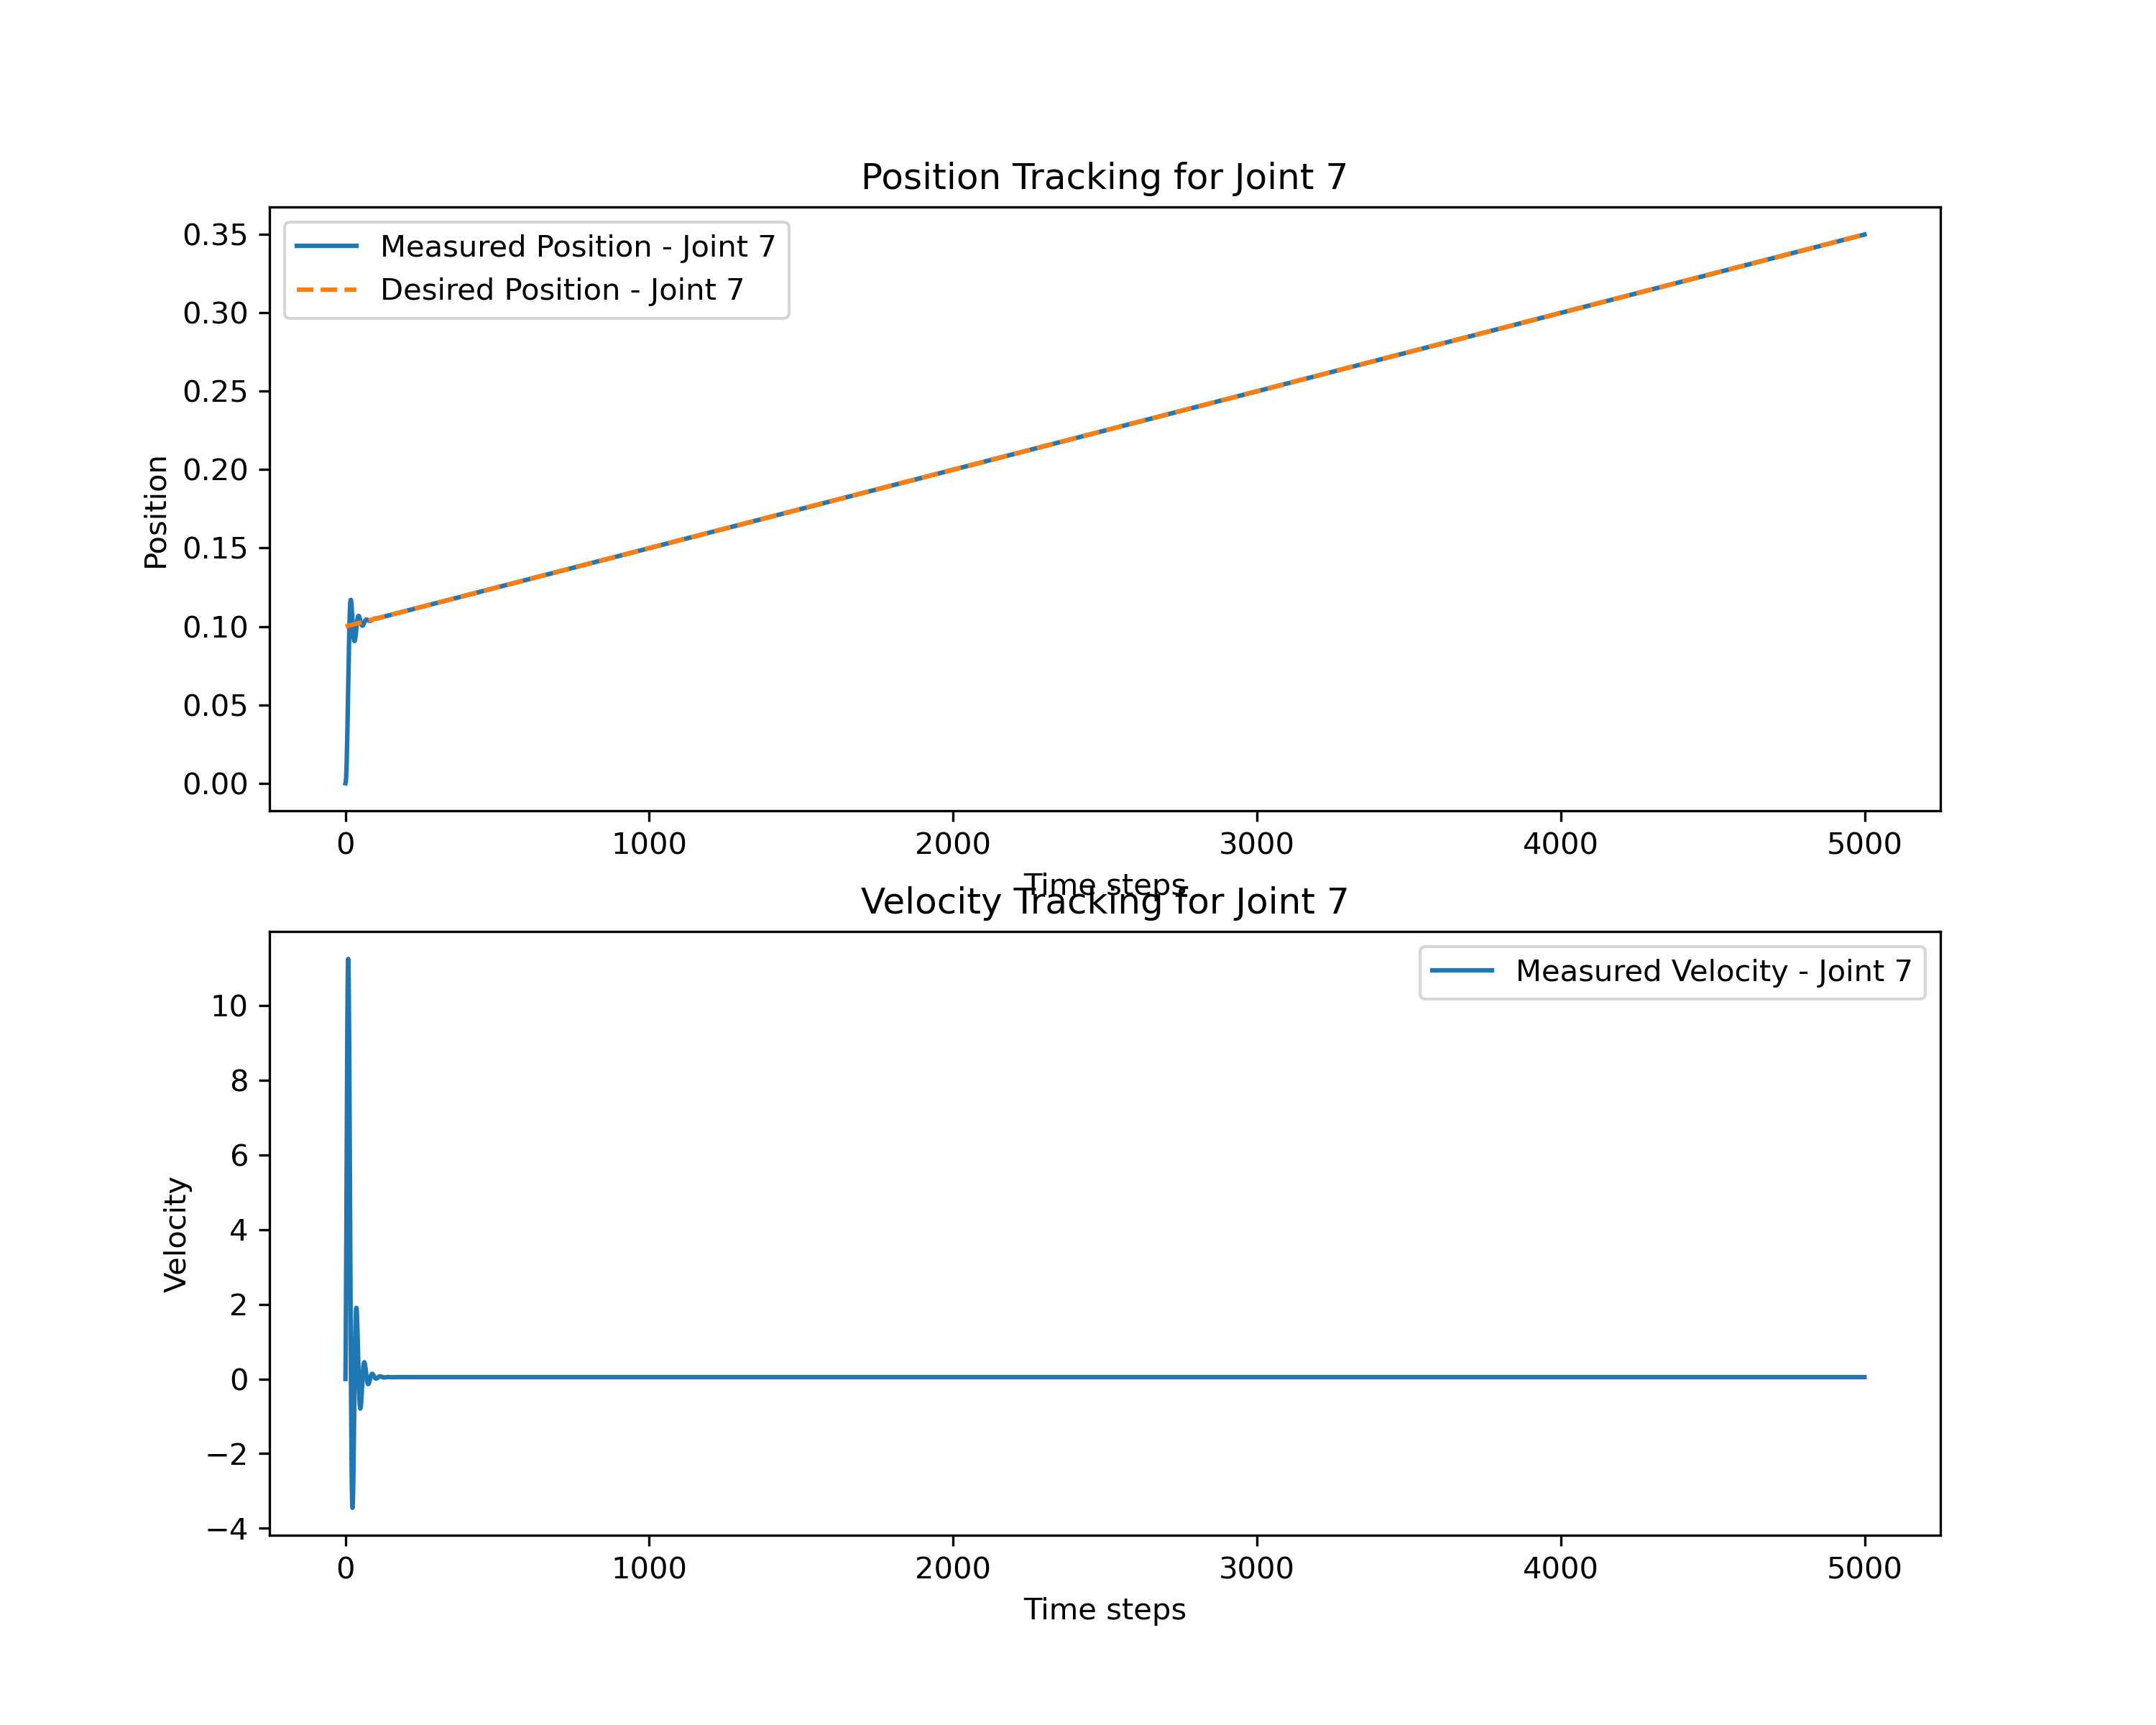 Position Tracking for Joint 7
Measured Position - Joint 7
Desired Position - Joint 7
Position
0.35
0.30
0.25
0.20
0.15
0.10
0.05
0.00
0 1000 2000 3000 4000 5000
Time steps
Velocity Tracking for Joint 7
Measured Velocity - Joint 7
Velocity
10
8
6
4
2
0
−2
−4
0 1000 2000 3000 4000 5000
Time steps